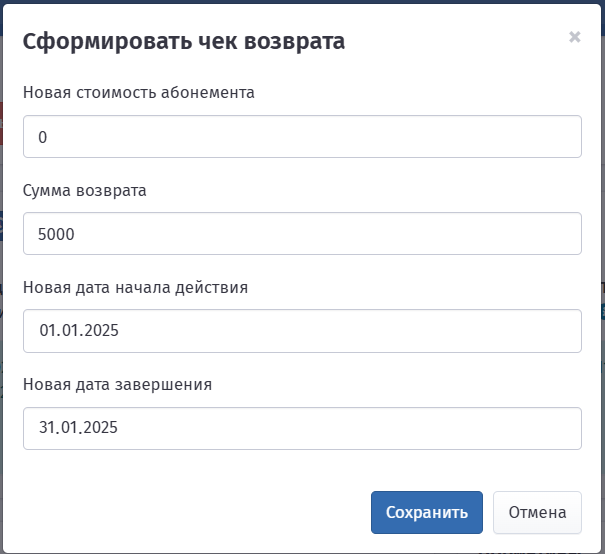 Сформировать чек возврата
×
Новая стоимость абонемента
0
Сумма возврата
5000
Новая дата начала действия
01.01.2025
Новая дата завершения
31.01.2025
Сохранить Отмена